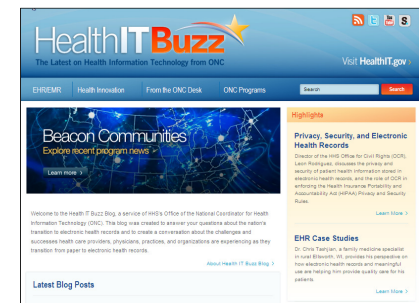 HealthITBuzz
The Latest on Health Information Technology from ONC
Visit HealthIT.gov ›
EHR/EMR
Health Innovation
From the ONC Desk
ONC Programs
Search
Search
Beacon Communities
Explore recent program news
Learn more ›
Welcome to the Health IT Buzz Blog, a service of HHS's Office of the National Coordinator for Health
Information Technology (ONC). This blog was created to answer your questions about the nation's
transition to electronic health records and to create a conversation about the challenges and
successes health care providers, physicians, practices, and organizations are experiencing as they
transition from paper to electronic health records.
About Health IT Buzz Blog ›
Latest Blog Posts
Highlights
Privacy, Security, and Electronic
Health Records
Director of the HHS Office for Civil Rights (OCR),
Leon Rodriguez, discusses the privacy and
security of patient health information stored in
electronic health records, and the role of OCR in
enforcing the Health Insurance Portability and
Accountability Act (HIPAA) Privacy and Security
Rules.
Learn More ›
EHR Case Studies
Dr. Chris Tashjian, a family medicine specialist
in rural Ellsworth, WI, provides his perspective on
how electronic health records and meaningful
use are helping him provide quality care for his
patients.
Learn More ›